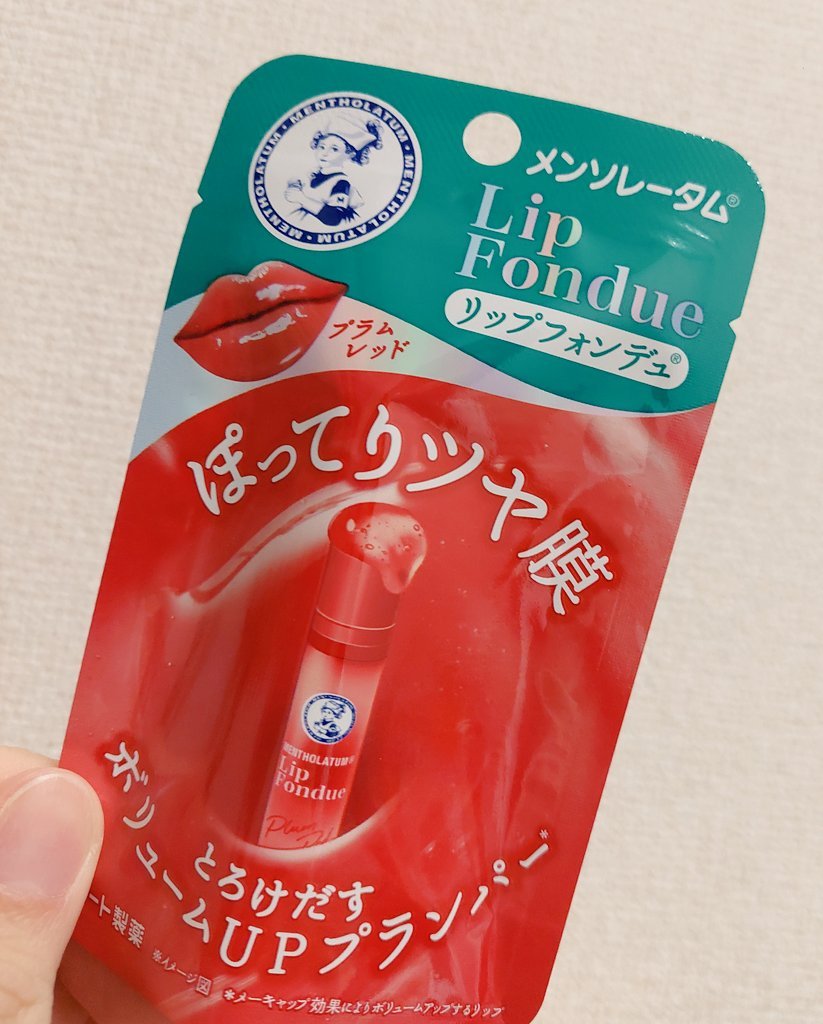 MENTHOLATUM・MENTHOLATUM・MENTHOLATUM・
メンソレータム®
Lip
Fondue
リップフォンデュ®
プラム
レッド
ぽってりツヤ膜
MENTHOLATUM
Lip
Fondue
Plum
とろけだす
ボリュームUPプランパー*
ート製薬
※イメージ図
*メーキャップ効果によりボリュームアップするリップ